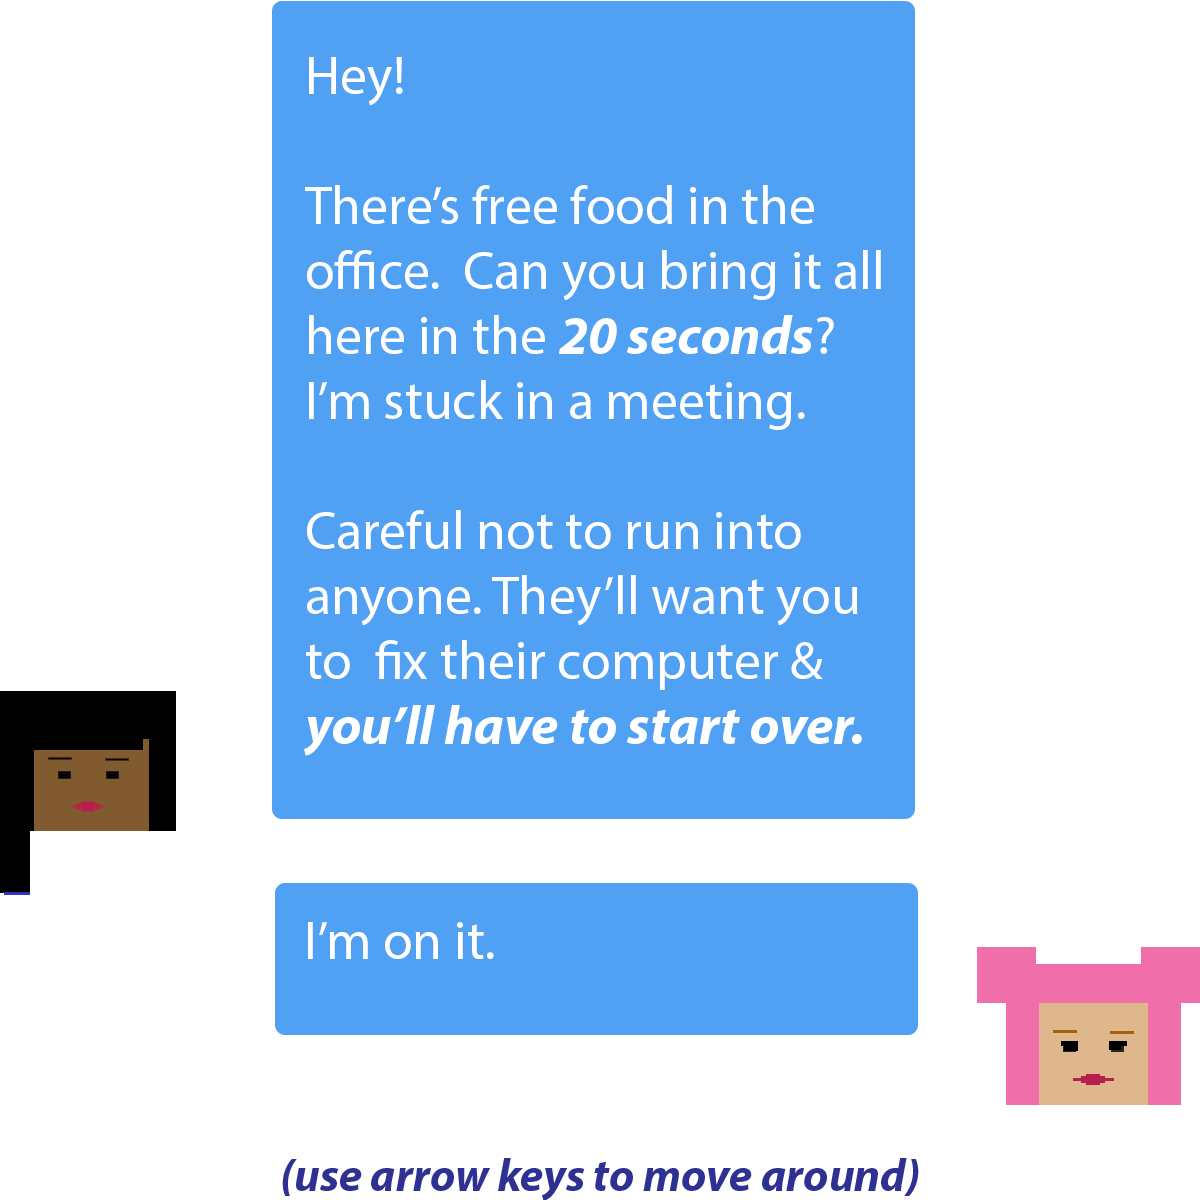 Hey!
There’s free food in the
office.  Can you bring it all
here in the 20 seconds?
I’m stuck in a meeting.
Careful not to run into
anyone. They’ll want you
to  fix their computer &
you’ll have to start over.
I’m on it.
(use arrow keys to move around)